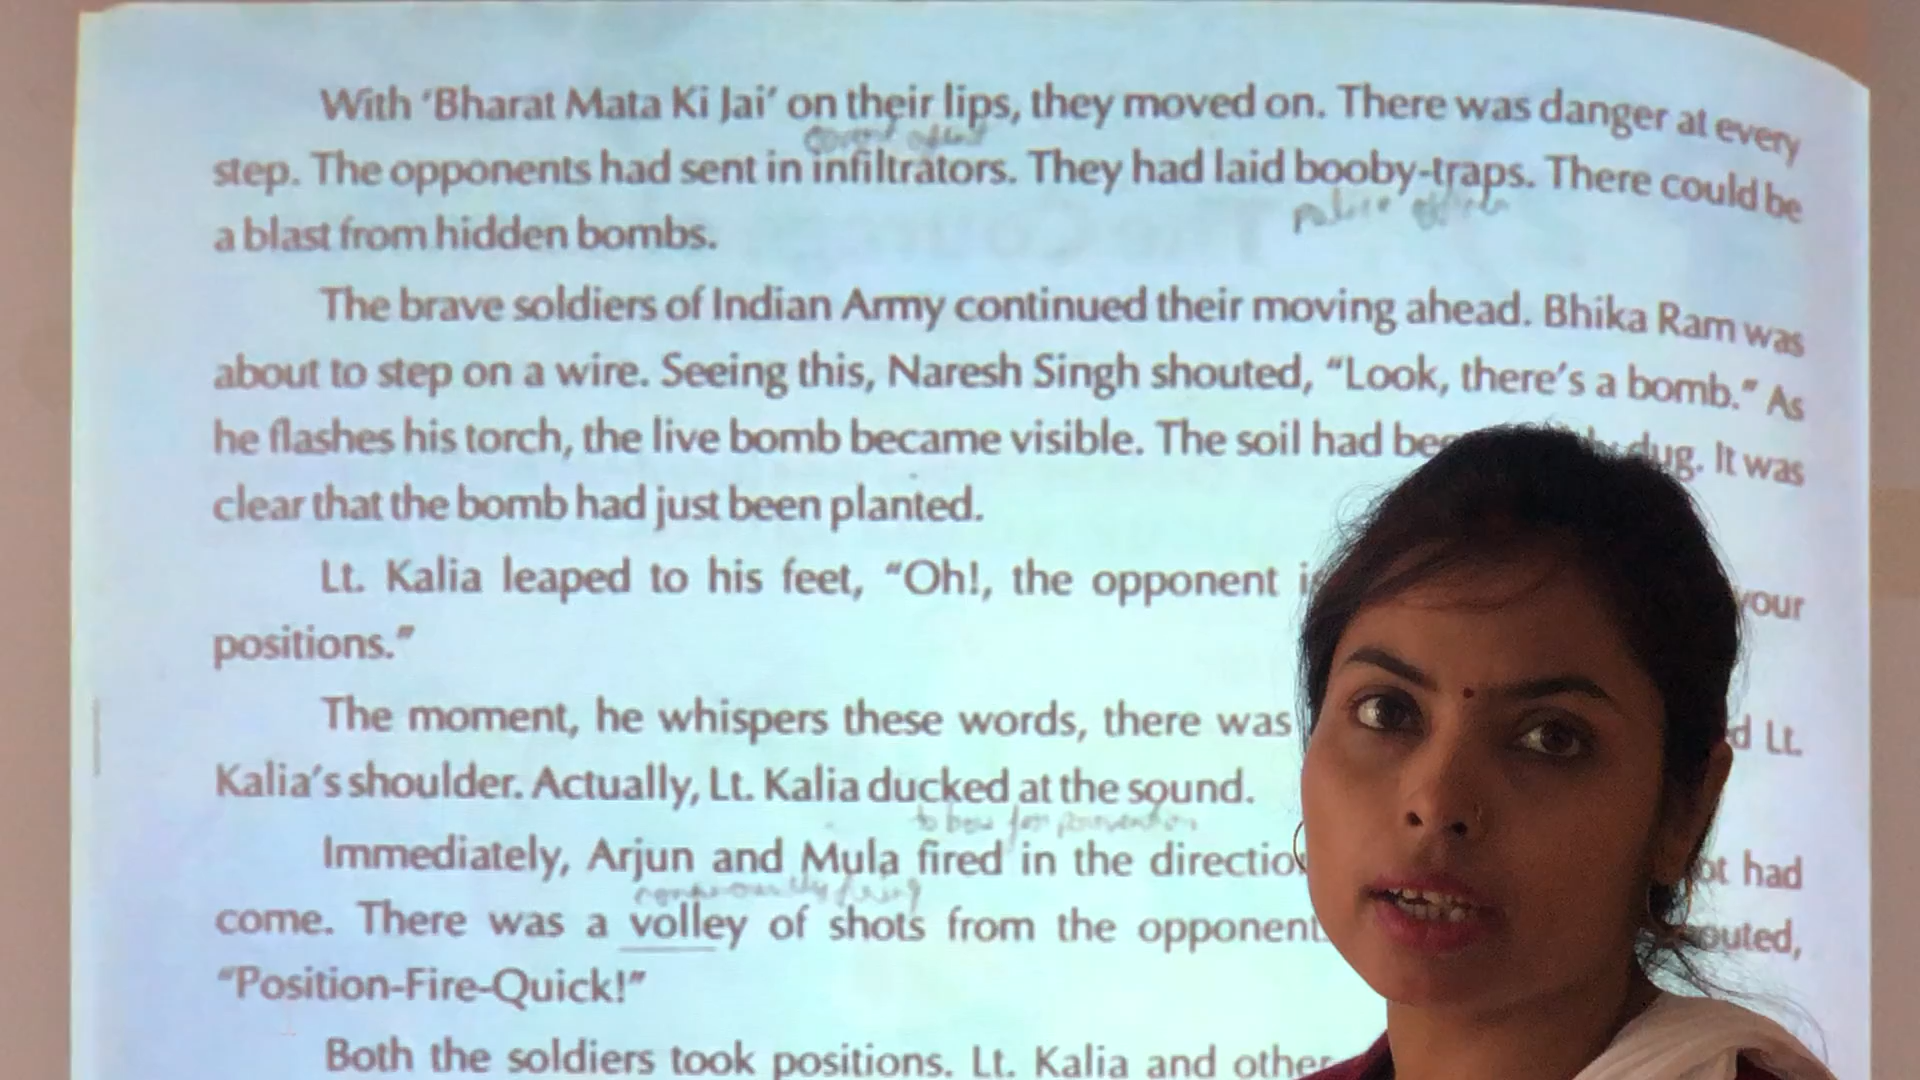 With ‘Bharat Mata Ki Jai’ on their lips, they moved on. There was danger at every
step. The opponents had sent in infiltrators. They had laid booby-traps. There could be
a blast from hidden bombs.
The brave soldiers of Indian Army continued their moving ahead. Bhika Ram was
about to step on a wire. Seeing this, Naresh Singh shouted, “Look, there’s a bomb.” As
he flashes his torch, the live bomb became visible. The soil had dug. It was
clear that the bomb had just been planted.
Lt. Kalia leaped to his feet, “Oh!, the opponent your
positions.”
The moment, he whispers these words, there was Lt.
Kalia’s shoulder. Actually, Lt. Kalia ducked at the sound.
to bow for
Immediately, Arjun and Mula fired in the had
firing
come. There was a volley of shots from the
“Position-Fire-Quick!”
Both the soldiers took positions. Lt. Kalia and other